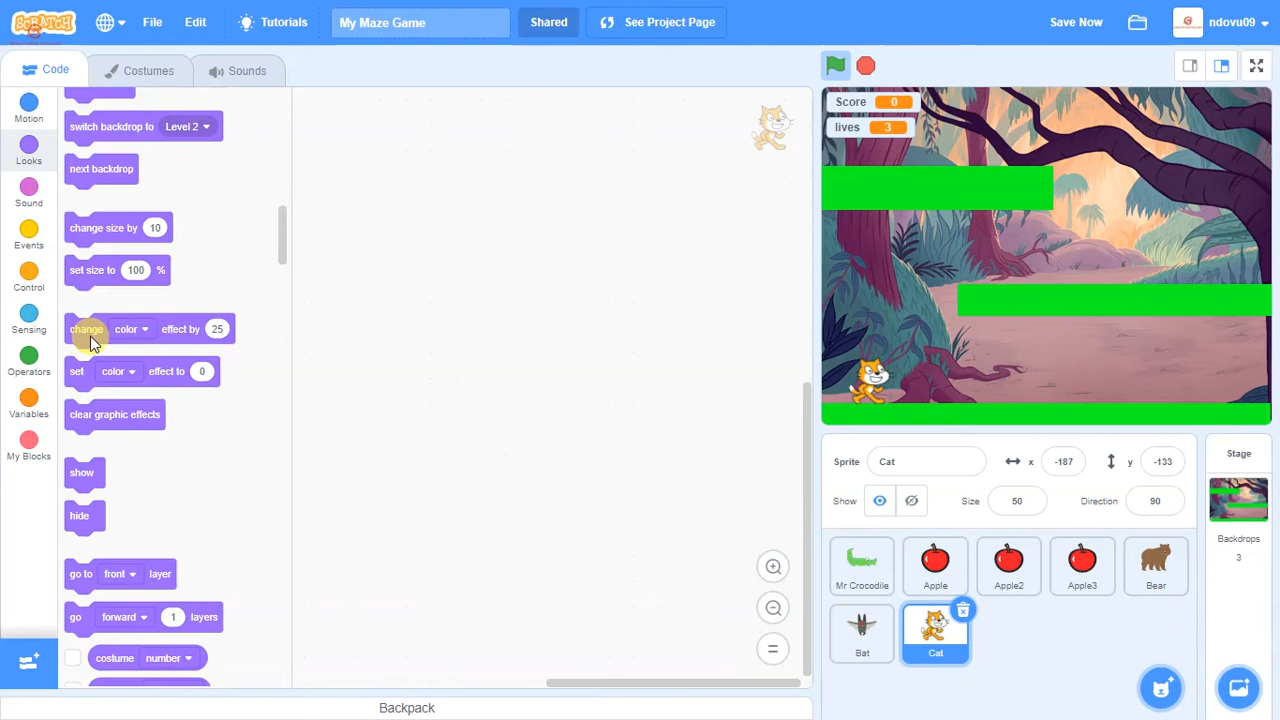 SCRATCH
File
Edit
Tutorials
My Maze Game
Shared
See Project Page
Save Now
ndovu09
Code
Costumes
Sounds
Motion
Looks
Sound
Events
Control
Sensing
Operators
Variables
My Blocks
switch backdrop to Level 2
next backdrop
change size by 10
set size to 100 %
change color effect by 25
set color effect to 0
clear graphic effects
show
hide
go to front layer
go forward 1 layers
costume number
Backpack
Score 0
lives 3
Sprite Cat x -187 y -133
Show Size 50 Direction 90
Mr Crocodile
Apple
Apple2
Apple3
Bear
Bat
Cat
Stage
Backdrops
3